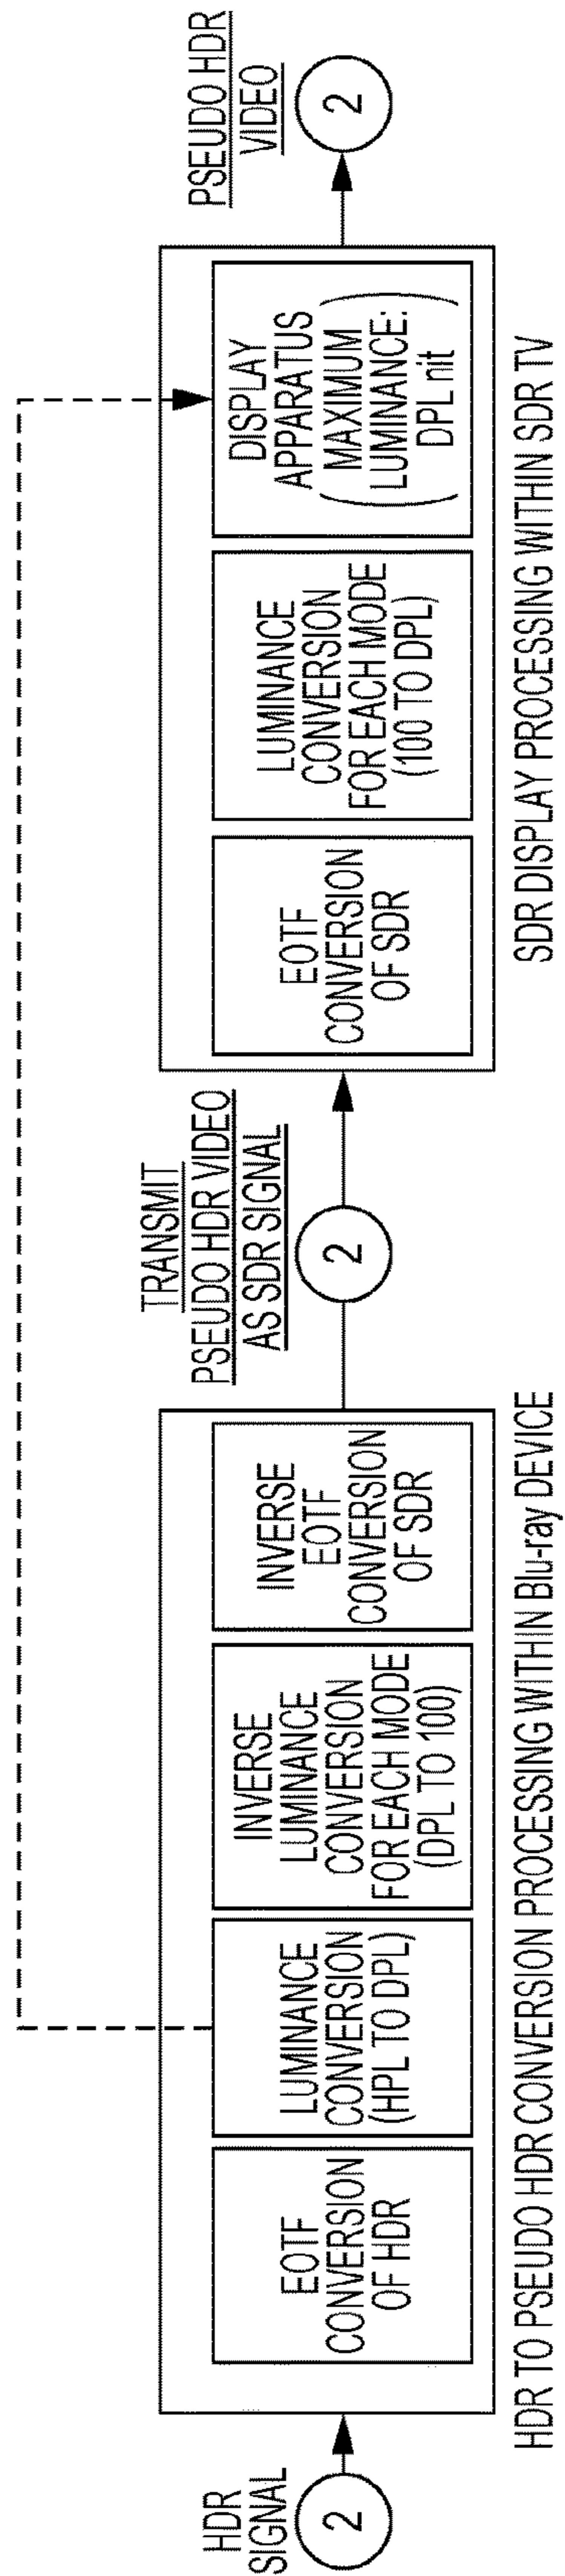 HDR
SIGNAL
2
EOTF
CONVERSION
OF HDR
LUMINANCE
CONVERSION
(HPL TO DPL)
INVERSE
LUMINANCE
CONVERSION
FOR EACH MODE
(DPL TO 100)
INVERSE
EOTF
CONVERSION
OF SDR
HDR TO PSEUDO HDR CONVERSION PROCESSING WITHIN Blu-ray DEVICE
TRANSMIT
PSEUDO HDR VIDEO
AS SDR SIGNAL
2
EOTF
CONVERSION
OF SDR
LUMINANCE
CONVERSION
FOR EACH MODE
(100 TO DPL)
DISPLAY
APPARATUS
(MAXIMUM
LUMINANCE:
DPL nit)
SDR DISPLAY PROCESSING WITHIN SDR TV
PSEUDO HDR
VIDEO
2